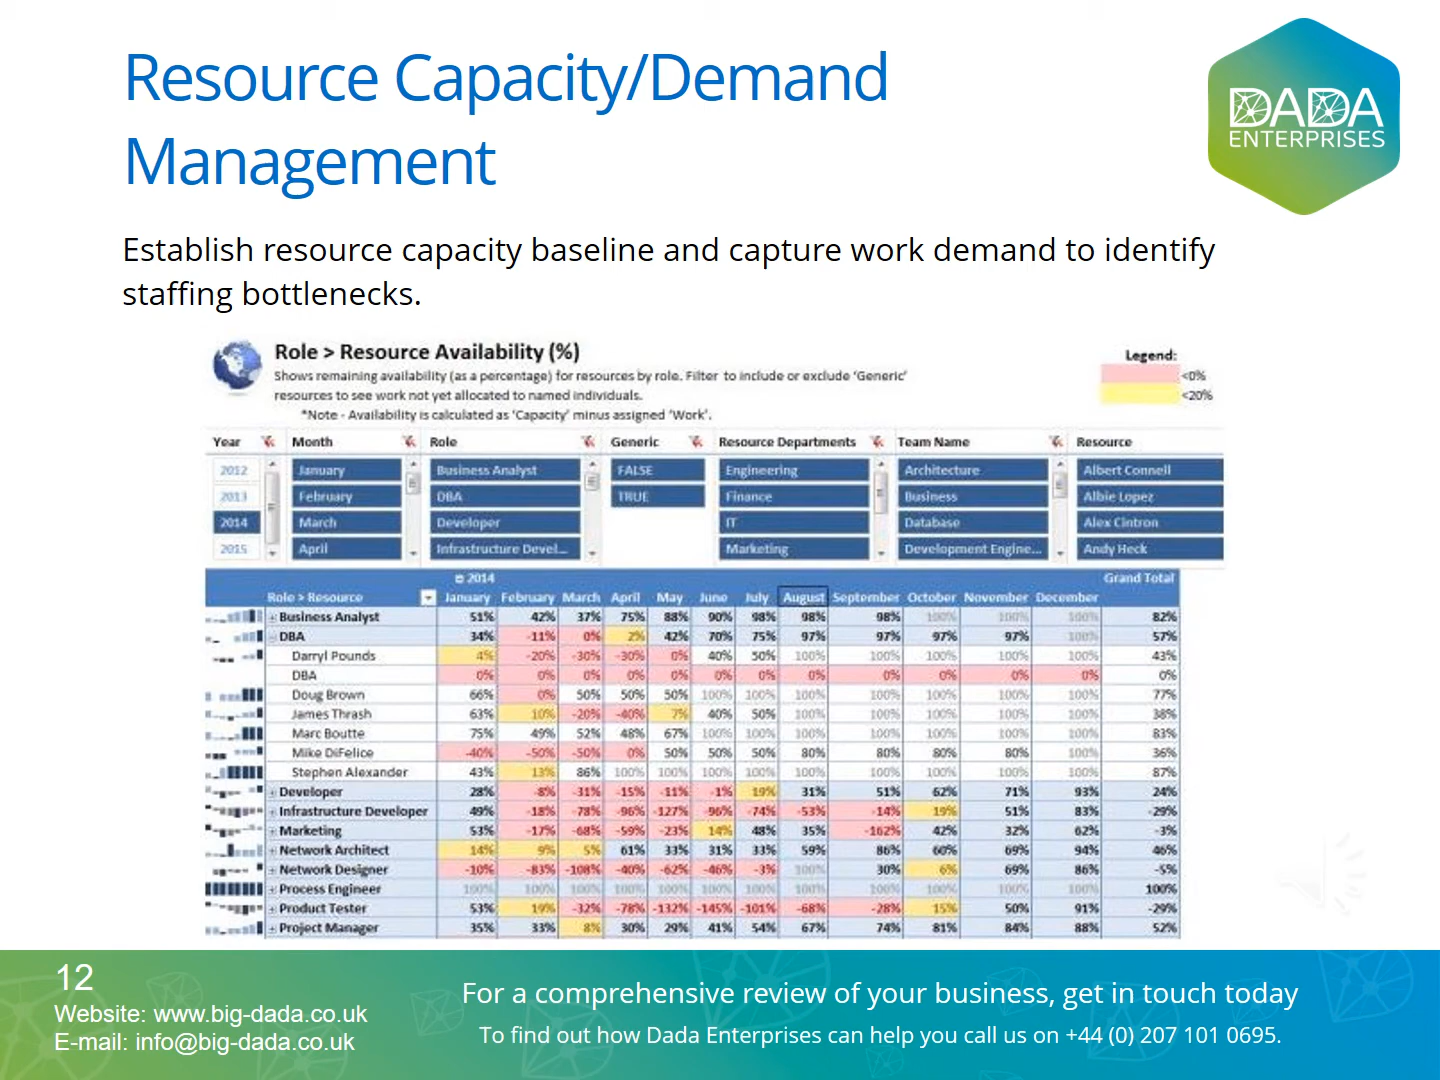 Resource Capacity/Demand
Management
DADA
ENTERPRISES
Establish resource capacity baseline and capture work demand to identify
staffing bottlenecks.
Role > Resource Availability (%)
Shows remaining availability (as a percentage) for resources by role. Filter to include or exclude 'Generic'
resources to see work not yet allocated to named individuals.
*Note - Availability is calculated as 'Capacity' minus assigned 'Work'.
Legend:
<0%
<20%
Year Month Role Generic Resource Departments Team Name Resource
2012 January Business Analyst FALSE Engineering Architecture Albert Connell
2013 February DBA TRUE Finance Business Albie Lopez
2014 March Developer IT Database Alex Cintron
2015 April Infrastructure Devel... Marketing Development Engine... Andy Heck
2014 Grand Total
Role > Resource January February March April May June July August September October November December
Business Analyst 51% 42% 37% 75% 88% 90% 98% 98% 98% 100% 100% 100% 82%
DBA 34% -11% 0% 2% 42% 70% 75% 97% 97% 97% 97% 100% 57%
Darryl Pounds 4% -20% -30% -30% 0% 40% 50% 100% 100% 100% 100% 100% 43%
DBA 0% 0% 0% 0% 0% 0% 0% 0% 0% 0% 0% 0% 0%
Doug Brown 66% 0% 50% 50% 50% 100% 100% 100% 100% 100% 100% 100% 77%
James Thrash 63% 10% -20% -40% 7% 40% 50% 100% 100% 100% 100% 100% 38%
Marc Boutte 75% 49% 52% 48% 67% 100% 100% 100% 100% 100% 100% 100% 83%
Mike DiFelice -40% -50% -50% 0% 50% 50% 50% 80% 80% 80% 80% 100% 36%
Stephen Alexander 43% 13% 86% 100% 100% 100% 100% 100% 100% 100% 100% 100% 87%
Developer 28% -8% -31% -15% -11% -1% 19% 31% 51% 62% 71% 93% 24%
Infrastructure Developer 49% -18% -78% -96% -127% -96% -74% -53% -14% 19% 51% 83% -29%
Marketing 53% -17% -68% -59% -23% 14% 48% 35% -162% 42% 32% 62% -3%
Network Architect 14% 9% 5% 61% 33% 31% 33% 59% 86% 60% 69% 94% 46%
Network Designer -10% -83% -108% -40% -62% -46% -3% 100% 30% 6% 69% 86% -5%
Process Engineer 100% 100% 100% 100% 100% 100% 100% 100% 100% 100% 100% 100% 100%
Product Tester 53% 19% -32% -78% -132% -145% -101% -68% -28% 15% 50% 91% -29%
Project Manager 35% 33% 8% 30% 29% 41% 54% 67% 74% 81% 84% 88% 52%
12
Website: www.big-dada.co.uk
E-mail: info@big-dada.co.uk
For a comprehensive review of your business, get in touch today
To find out how Dada Enterprises can help you call us on +44 (0) 207 101 0695.